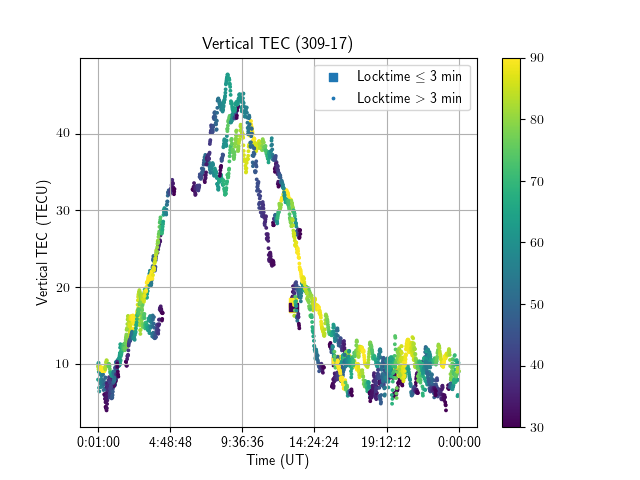 Vertical TEC (309-17)
Locktime ≤ 3 min
Locktime > 3 min
Vertical TEC (TECU)
40
30
20
10
0:01:00 4:48:48 9:36:36 14:24:24 19:12:12 0:00:00
Time (UT)
90
80
70
60
50
40
30